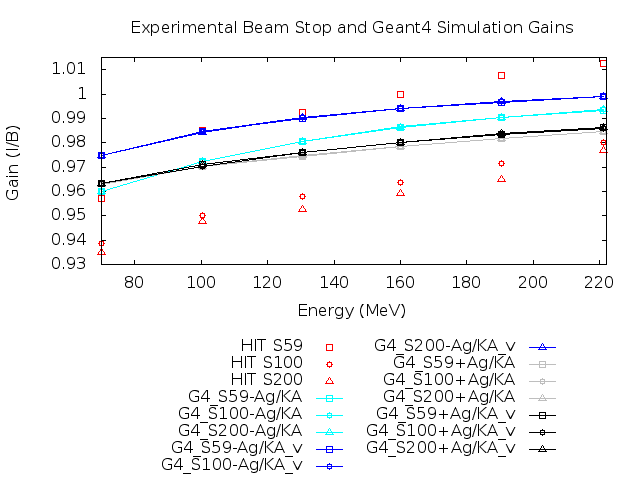 Experimental Beam Stop and Geant4 Simulation Gains
1.01
1
0.99
0.98
0.97
0.96
0.95
0.94
0.93
Gain (I/B)
80 100 120 140 160 180 200 220
Energy (MeV)
HIT S59
HIT S100
HIT S200
G4_S59-Ag/KA
G4_S100-Ag/KA
G4_S200-Ag/KA
G4_S59-Ag/KA_v
G4_S100-Ag/KA_v
G4_S200-Ag/KA_v
G4_S59+Ag/KA
G4_S100+Ag/KA
G4_S200+Ag/KA
G4_S59+Ag/KA_v
G4_S100+Ag/KA_v
G4_S200+Ag/KA_v